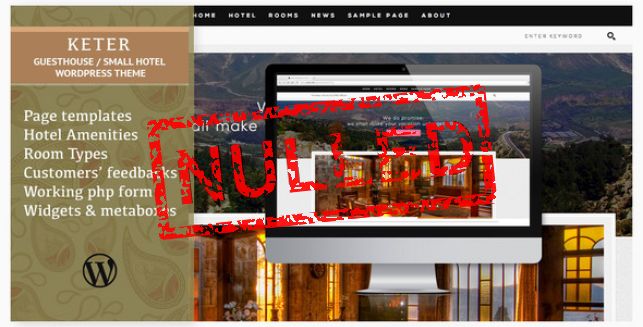 HOME HOTEL ROOMS NEWS SAMPLE PAGE ABOUT
ENTER KEYWORD
KETER
GUESTHOUSE / SMALL HOTEL
WORDPRESS THEME
Page templates
Hotel Amenities
Room Types
Customers' feedbacks
Working php form
Widgets & metaboxes
all make
We do promise:
NULLED!